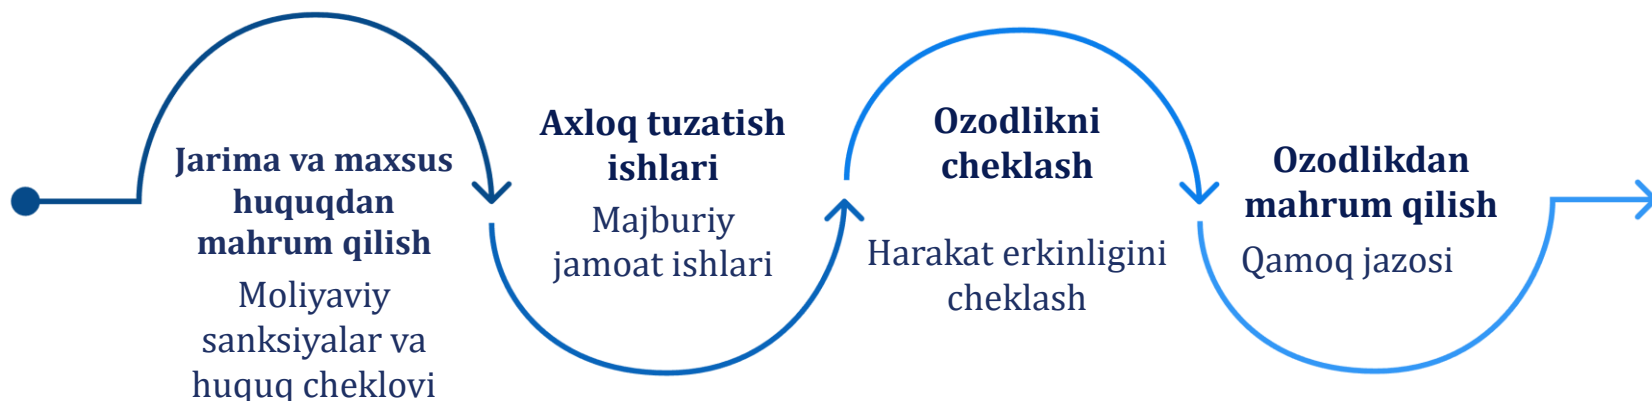 Jarima va maxsus
huquqdan
mahrum qilish
Moliyaviy
sanksiyalar va
huquq cheklovi
Axloq tuzatish
ishlari
Majburiy
jamoat ishlari
Ozodlikni
cheklash
Harakat erkinligini
cheklash
Ozodlikdan
mahrum qilish
Qamoq jazosi